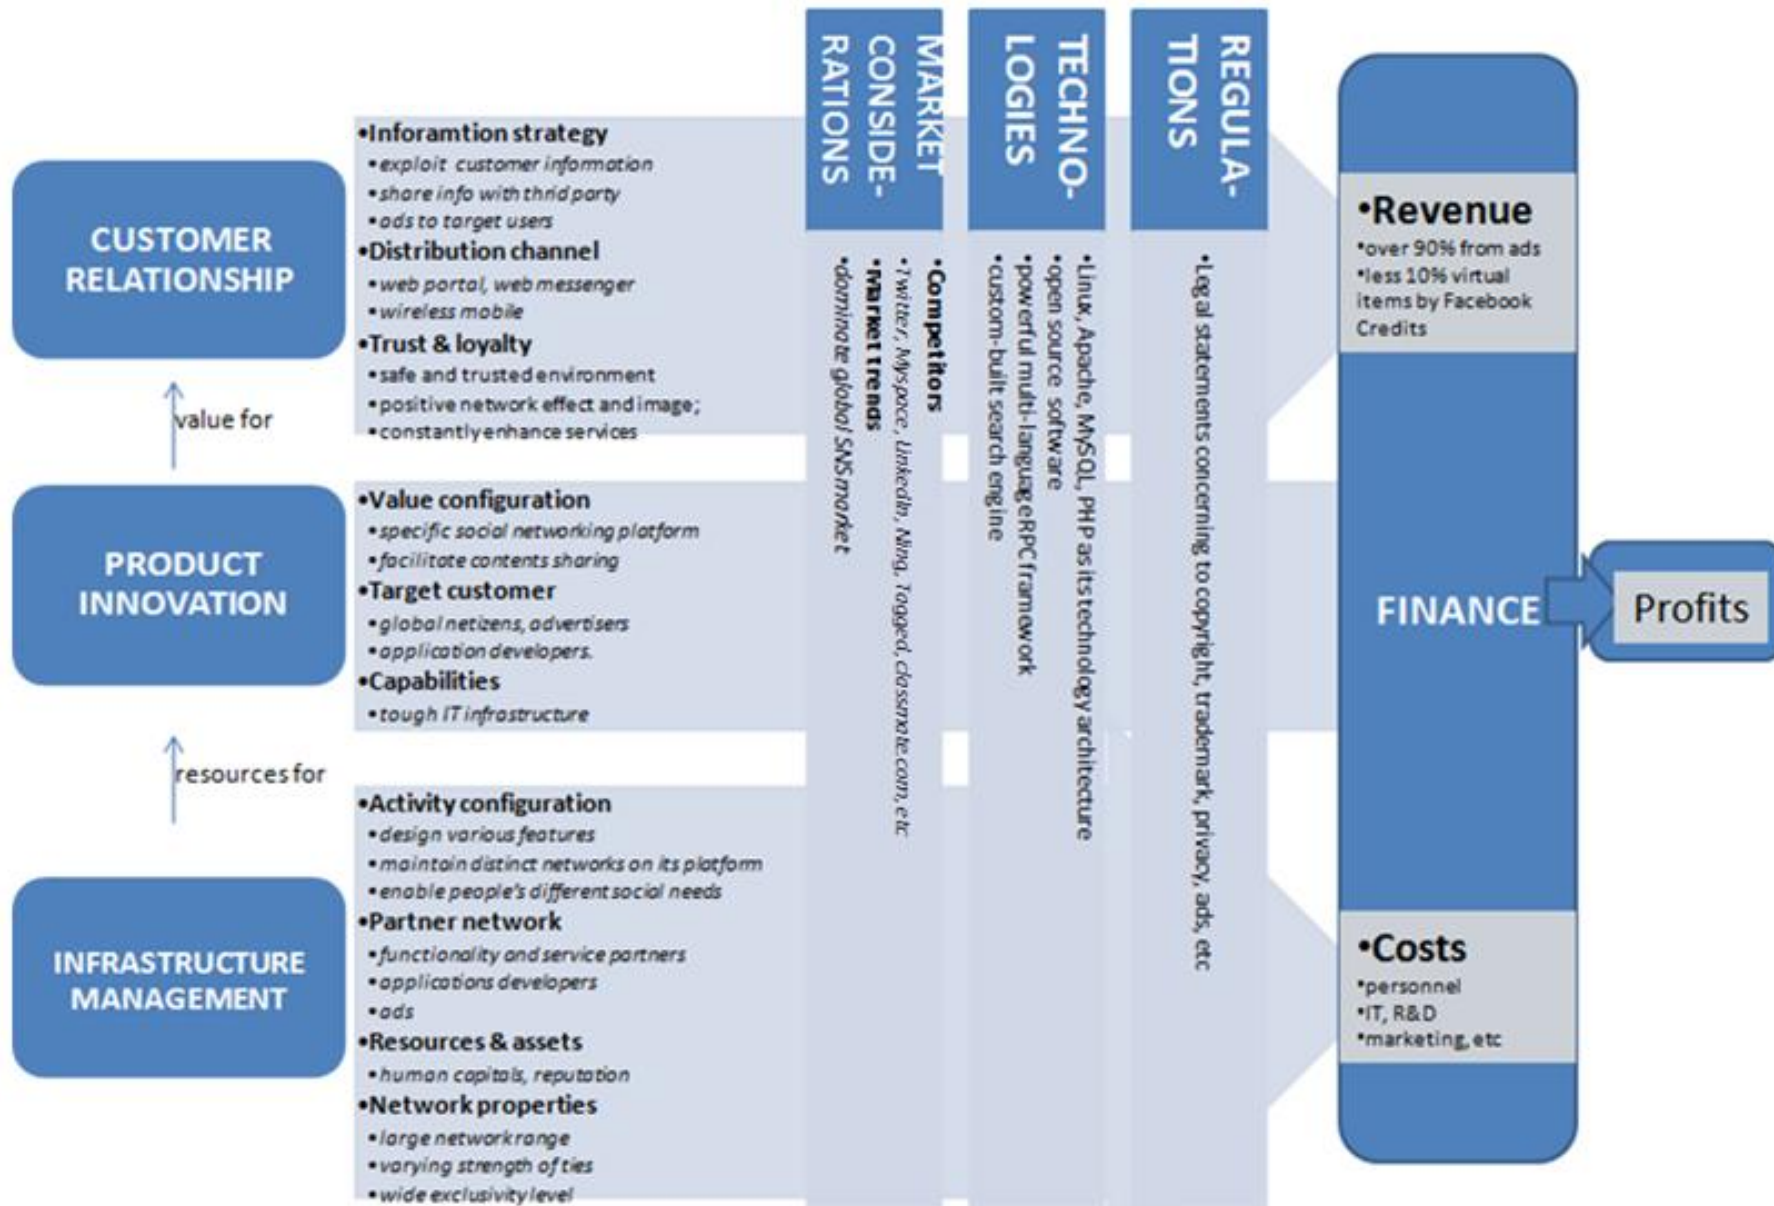 CUSTOMER
RELATIONSHIP
value for
PRODUCT
INNOVATION
resources for
INFRASTRUCTURE
MANAGEMENT
•Inforamtion strategy
•exploit customer information
•share info with thrid party
•ads to target users
•Distribution channel
•web portal, web messenger
•wireless mobile
•Trust & loyalty
•safe and trusted environment
•positive network effect and image;
•constantly enhance services
•Value configuration
•specific social networking platform
•facilitate contents sharing
•Target customer
•global netizens, advertisers
•application developers.
•Capabilities
•tough IT infrastructure
•Activity configuration
•design various features
•maintain distinct networks on its platform
•enable people's different social needs
•Partner network
•functionality and service partners
•applications developers
•ads
•Resources & assets
•human capitals, reputation
•Network properties
•large network range
•varying strength of ties
•wide exclusivity level
MARKET
CONSIDE-
RATIONS
•Competitors
•Twitter, Myspace, LinkedIn, Ning, Tagged, classmate.com, etc
•Market trends
•dominate global SNS market
TECHNO-
LOGIES
•Linux, Apache, MySQL, PHP as its technology architecture
•open source software
•powerful multi-language RPC framework
•custom-built search engine
REGULA-
TIONS
•Legal statements concerning to copyright, trademark, privacy, ads, etc
•Revenue
•over 90% from ads
•less 10% virtual
items by Facebook
Credits
FINANCE
•Costs
•personnel
•IT, R&D
•marketing, etc
Profits